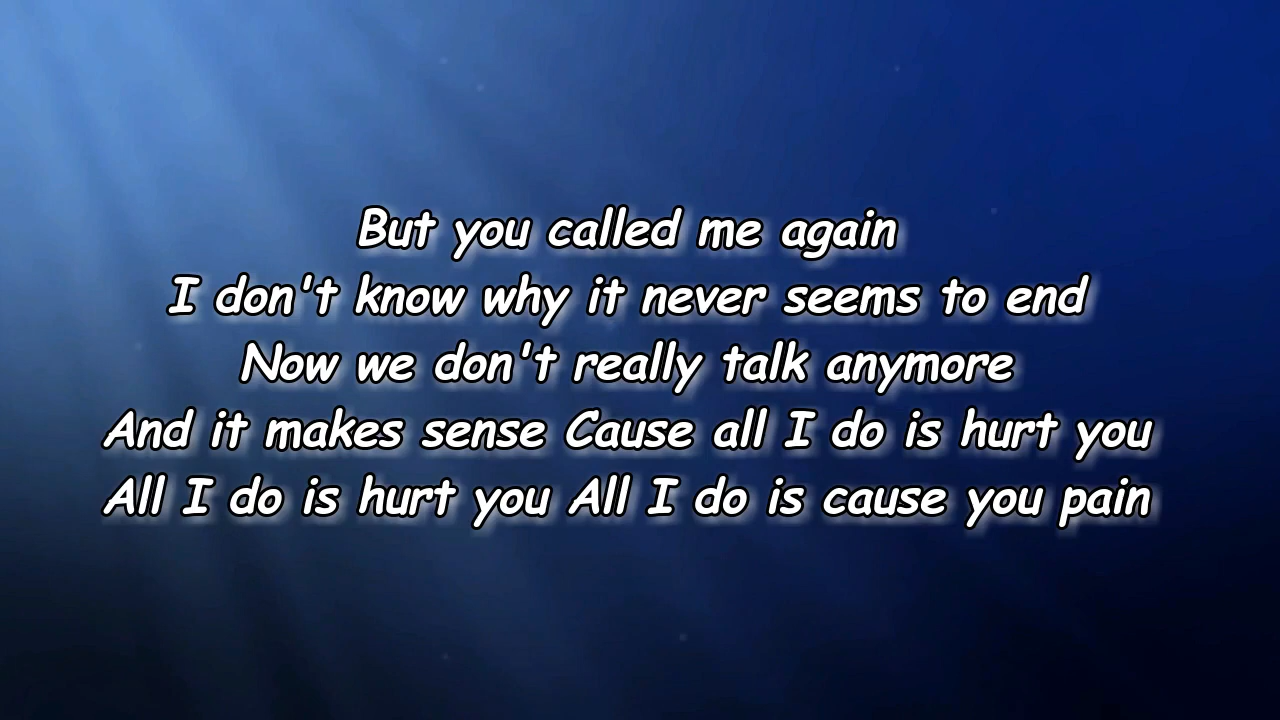 But you called me again
I don't know why it never seems to end
Now we don't really talk anymore
And it makes sense Cause all I do is hurt you
All I do is hurt you All I do is cause you pain